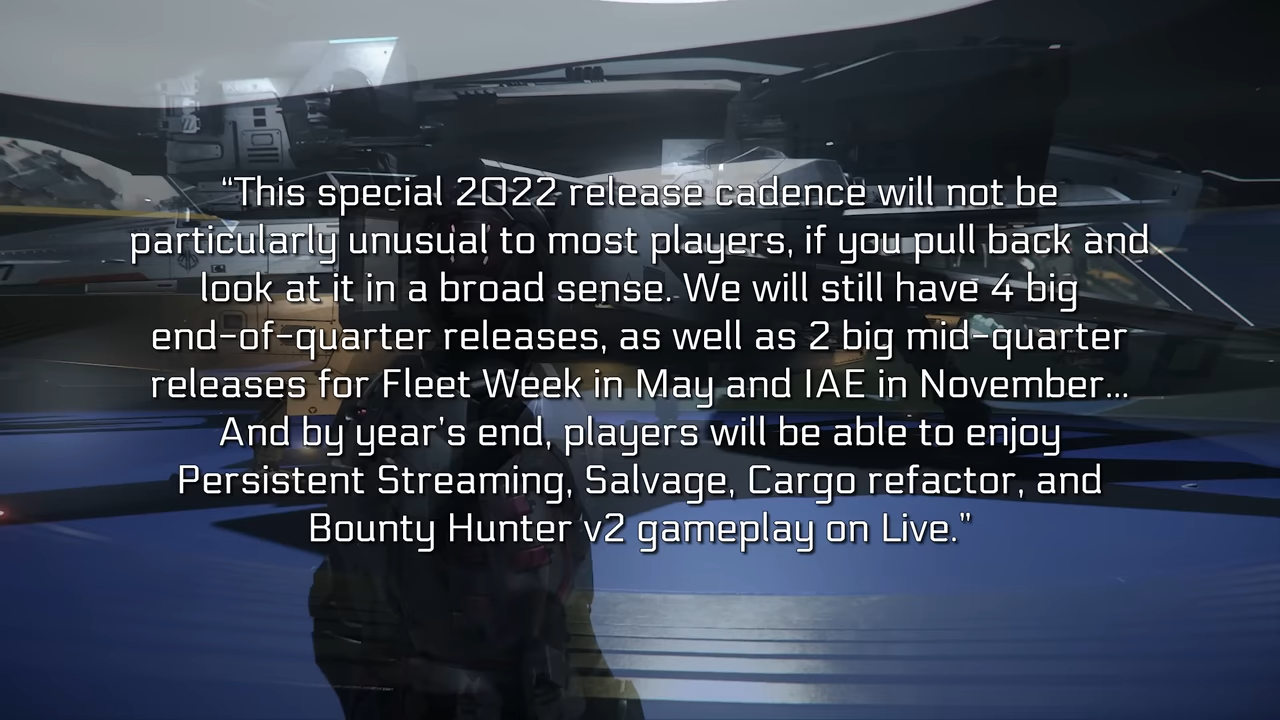 “This special 2022 release cadence will not be
particularly unusual to most players, if you pull back and
look at it in a broad sense. We will still have 4 big
end-of-quarter releases, as well as 2 big mid-quarter
releases for Fleet Week in May and IAE in November...
And by year's end, players will be able to enjoy
Persistent Streaming, Salvage, Cargo refactor, and
Bounty Hunter v2 gameplay on Live.”